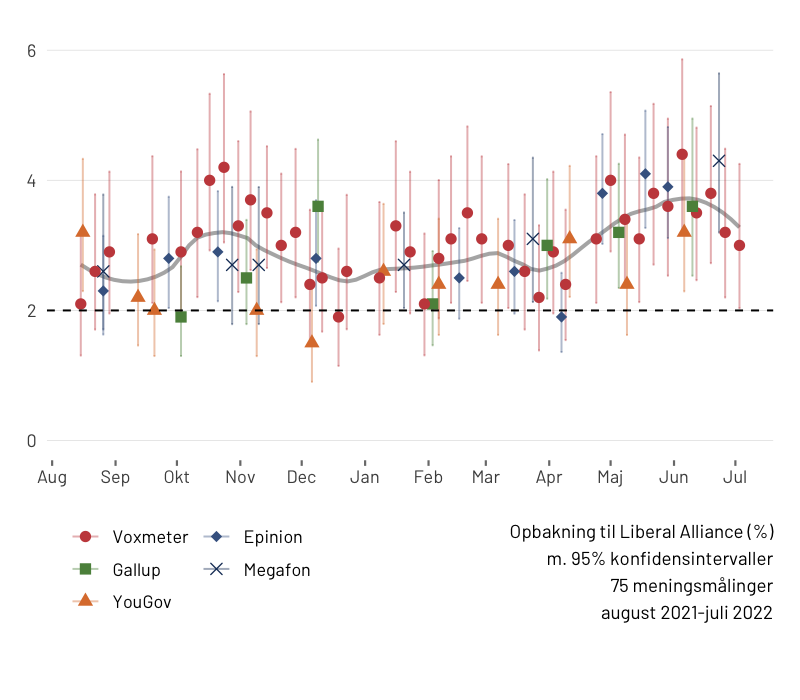 6
4
2
0
Aug Sep Okt Nov Dec Jan Feb Mar Apr Maj Jun Jul
Voxmeter Epinion
Gallup Megafon
YouGov
Opbakning til Liberal Alliance (%)
m. 95% konfidensintervaller
75 meningsmålinger
august 2021-juli 2022